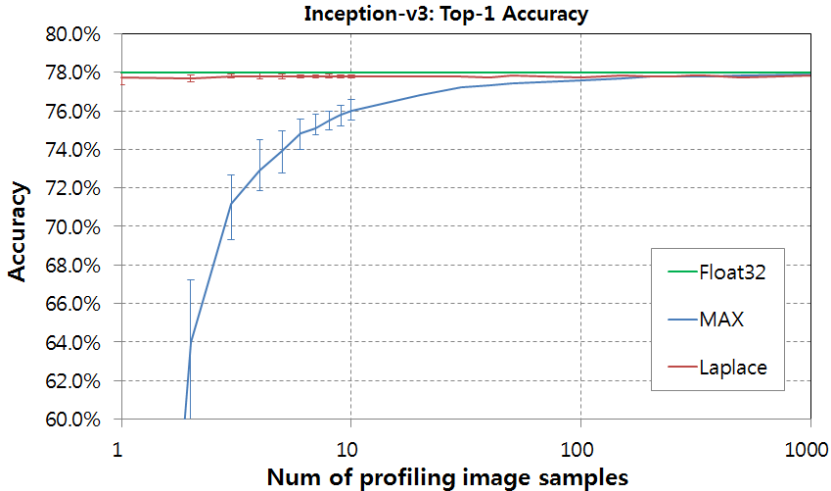 Inception-v3: Top-1 Accuracy
80.0%
78.0%
76.0%
74.0%
72.0%
70.0%
68.0%
66.0%
64.0%
62.0%
60.0%
Accuracy
Float32
MAX
Laplace
1 10 100 1000
Num of profiling image samples